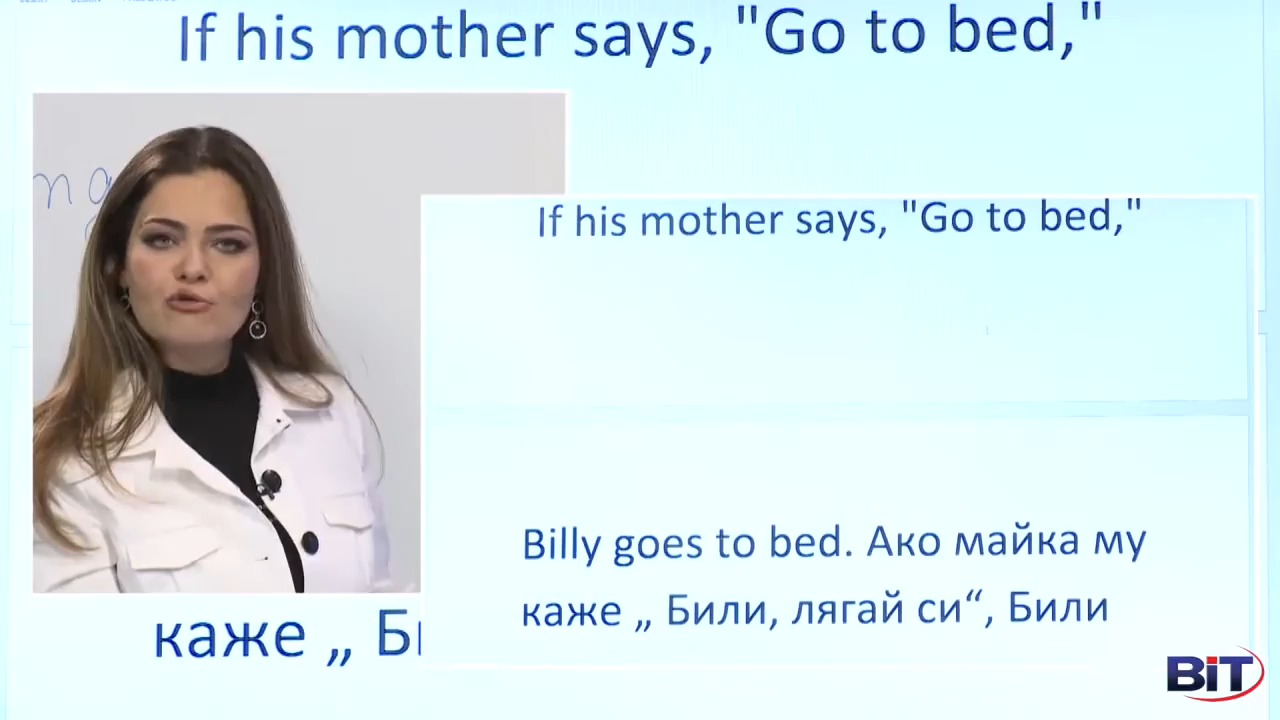 If his mother says, "Go to bed,"
If his mother says, "Go to bed,"
Billy goes to bed. Ако майка му
каже „ Били, лягай си“, Били
каже „
BiT